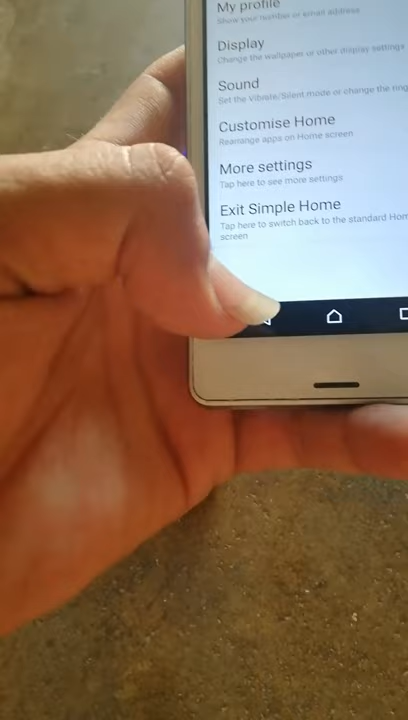 My profile
Show your number or email address
Display
Change the wallpaper or other display settings
Sound
Set the Vibrate/Silent mode or change the ring
Customise Home
Rearrange apps on Home screen
More settings
Tap here to see more settings
Exit Simple Home
Tap here to switch back to the standard Hom
screen